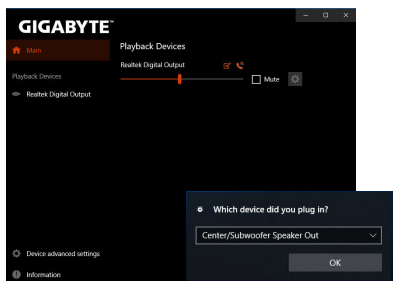 GIGABYTE™
Main
Playback Devices
Realtek Digital Output
Playback Devices
Realtek Digital Output
Mute
Which device did you plug in?
Center/Subwoofer Speaker Out
OK
Device advanced settings
Information